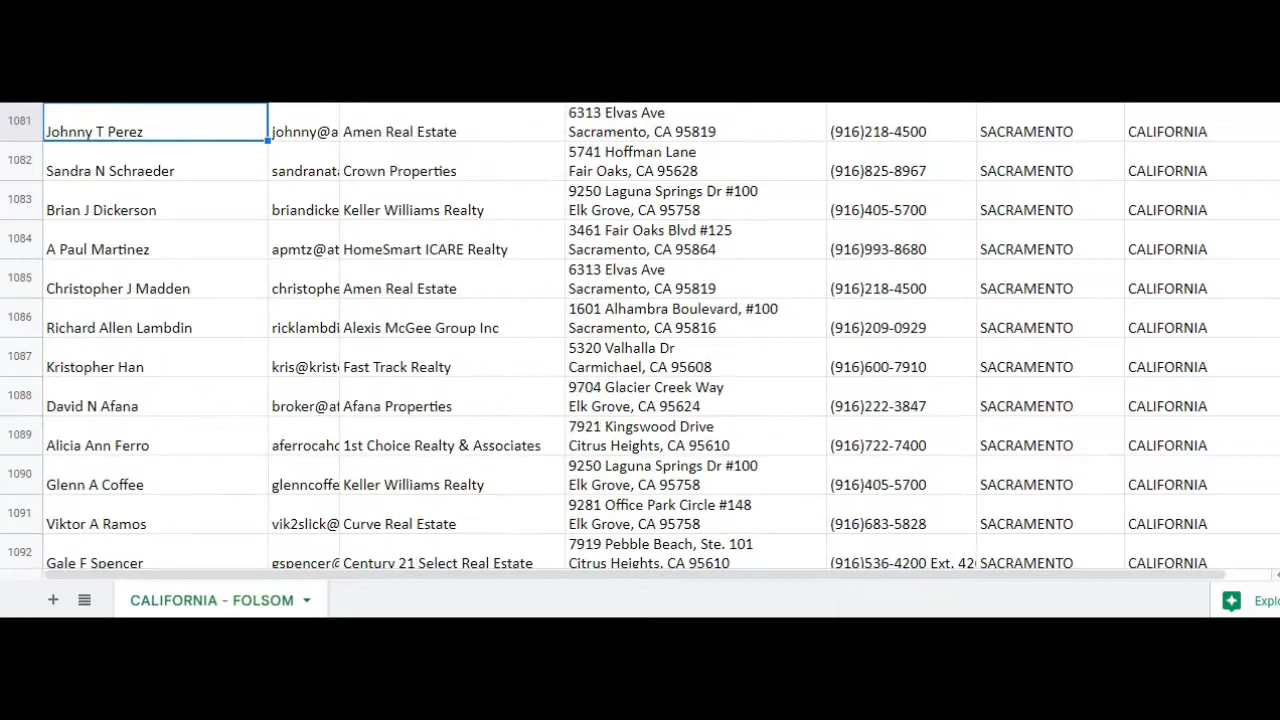 1081
Johnny T Perez johnny@a Amen Real Estate 6313 Elvas Ave
Sacramento, CA 95819 (916)218-4500 SACRAMENTO CALIFORNIA
1082
Sandra N Schraeder sandranata Crown Properties 5741 Hoffman Lane
Fair Oaks, CA 95628 (916)825-8967 SACRAMENTO CALIFORNIA
1083
Brian J Dickerson briandicke Keller Williams Realty 9250 Laguna Springs Dr #100
Elk Grove, CA 95758 (916)405-5700 SACRAMENTO CALIFORNIA
1084
A Paul Martinez apmtz@at HomeSmart ICARE Realty 3461 Fair Oaks Blvd #125
Sacramento, CA 95864 (916)993-8680 SACRAMENTO CALIFORNIA
1085
Christopher J Madden christophe Amen Real Estate 6313 Elvas Ave
Sacramento, CA 95819 (916)218-4500 SACRAMENTO CALIFORNIA
1086
Richard Allen Lambdin ricklambdi Alexis McGee Group Inc 1601 Alhambra Boulevard, #100
Sacramento, CA 95816 (916)209-0929 SACRAMENTO CALIFORNIA
1087
Kristopher Han kris@krist Fast Track Realty 5320 Valhalla Dr
Carmichael, CA 95608 (916)600-7910 SACRAMENTO CALIFORNIA
1088
David N Afana broker@af Afana Properties 9704 Glacier Creek Way
Elk Grove, CA 95624 (916)222-3847 SACRAMENTO CALIFORNIA
1089
Alicia Ann Ferro aferrocaho 1st Choice Realty & Associates 7921 Kingswood Drive
Citrus Heights, CA 95610 (916)722-7400 SACRAMENTO CALIFORNIA
1090
Glenn A Coffee glenncoffe Keller Williams Realty 9250 Laguna Springs Dr #100
Elk Grove, CA 95758 (916)405-5700 SACRAMENTO CALIFORNIA
1091
Viktor A Ramos vik2slick@ Curve Real Estate 9281 Office Park Circle #148
Elk Grove, CA 95758 (916)683-5828 SACRAMENTO CALIFORNIA
1092
Gale F Spencer gspencer@ Century 21 Select Real Estate 7919 Pebble Beach, Ste. 101
Citrus Heights, CA 95610 (916)536-4200 Ext. 42 SACRAMENTO CALIFORNIA
CALIFORNIA - FOLSOM
Explo